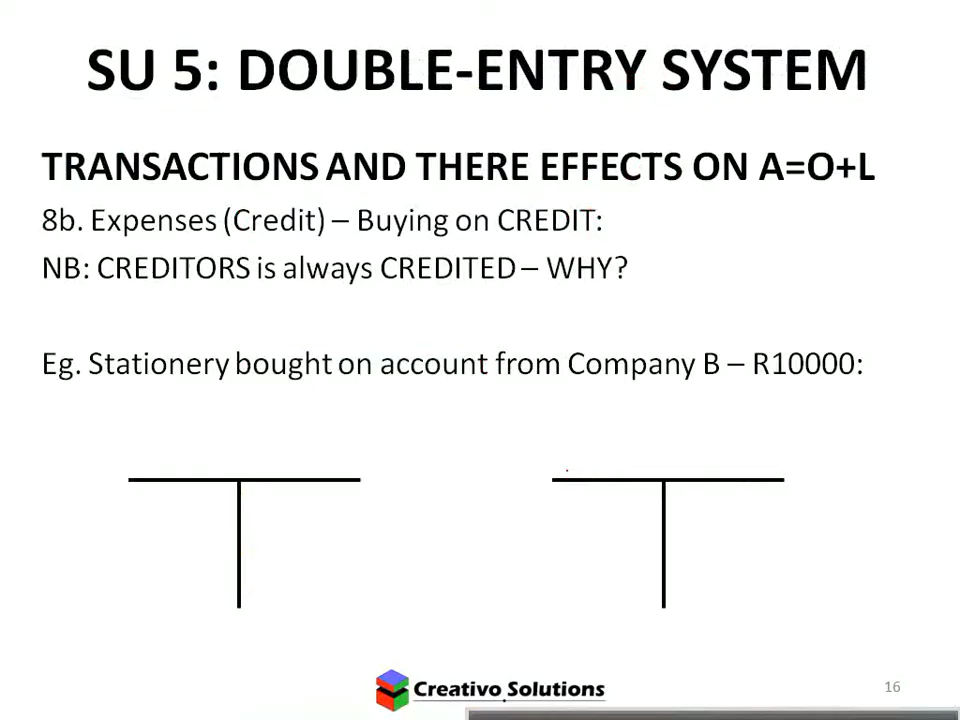 SU 5: DOUBLE-ENTRY SYSTEM
TRANSACTIONS AND THERE EFFECTS ON A=O+L
8b. Expenses (Credit) – Buying on CREDIT:
NB: CREDITORS is always CREDITED – WHY?
Eg. Stationery bought on account from Company B – R10000:
Creativo Solutions
16